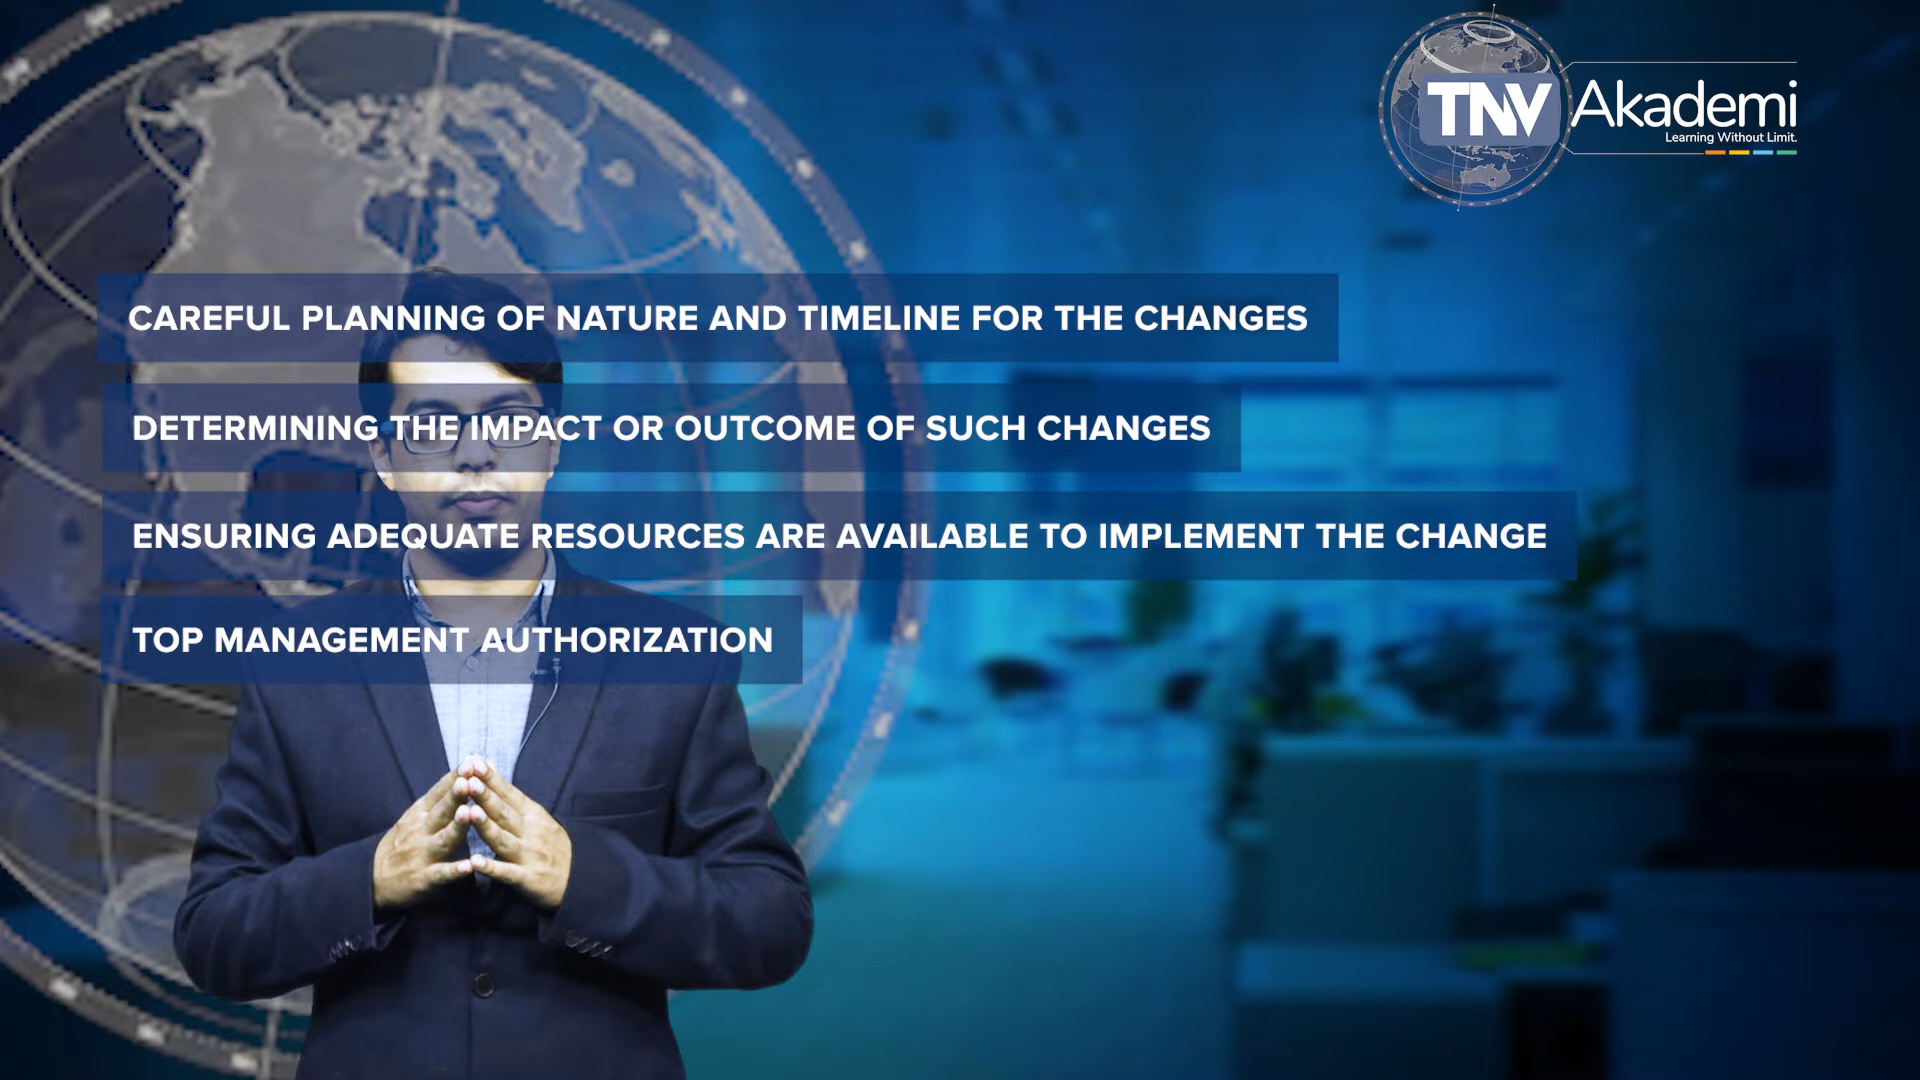 TNV Akademi
Learning Without Limit.
CAREFUL PLANNING OF NATURE AND TIMELINE FOR THE CHANGES
DETERMINING THE IMPACT OR OUTCOME OF SUCH CHANGES
ENSURING ADEQUATE RESOURCES ARE AVAILABLE TO IMPLEMENT THE CHANGE
TOP MANAGEMENT AUTHORIZATION